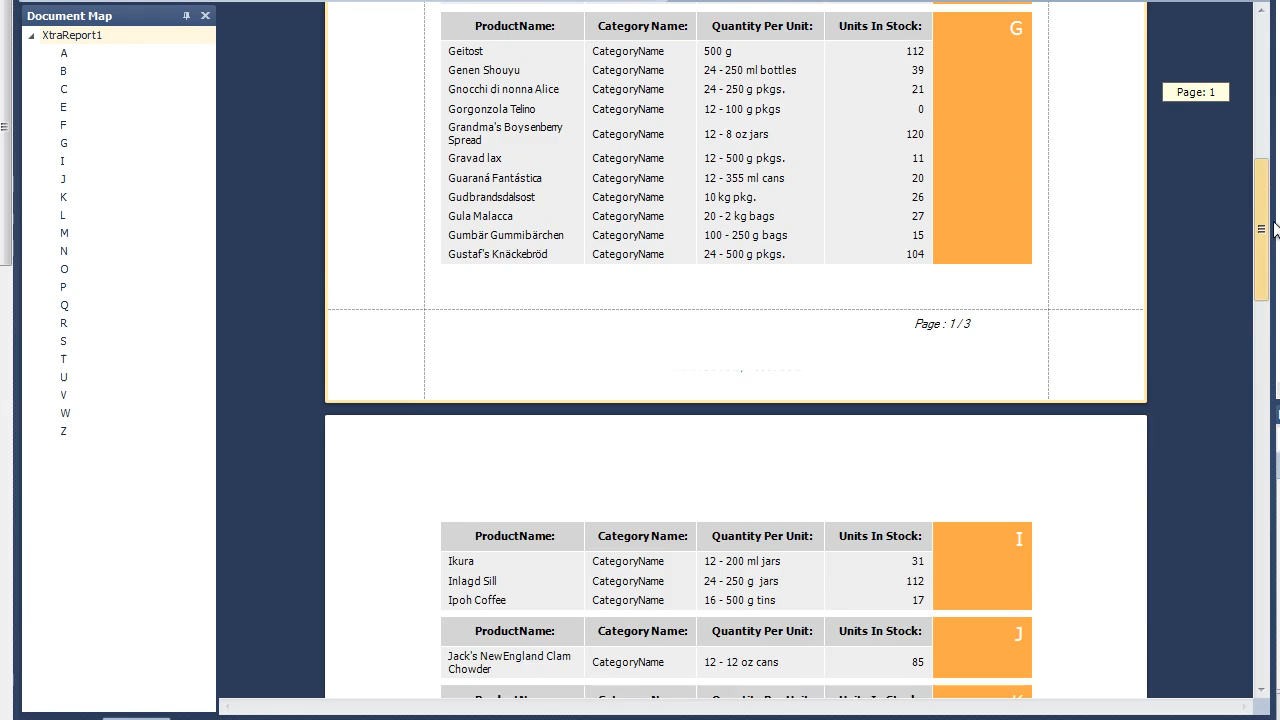 Document Map
XtraReport1
A
B
C
E
F
G
I
J
K
L
M
N
O
P
Q
R
S
T
U
V
W
Z
ProductName: Category Name: Quantity Per Unit: Units In Stock: G
Geitost CategoryName 500 g 112
Genen Shouyu CategoryName 24 - 250 ml bottles 39
Gnocchi di nonna Alice CategoryName 24 - 250 g pkgs. 21
Gorgonzola Telino CategoryName 12 - 100 g pkgs 0
Grandma's Boysenberry
Spread CategoryName 12 - 8 oz jars 120
Gravad lax CategoryName 12 - 500 g pkgs. 11
Guaraná Fantástica CategoryName 12 - 355 ml cans 20
Gudbrandsdalsost CategoryName 10 kg pkg. 26
Gula Malacca CategoryName 20 - 2 kg bags 27
Gumbär Gummibärchen CategoryName 100 - 250 g bags 15
Gustaf's Knäckebröd CategoryName 24 - 500 g pkgs. 104
Page : 1 / 3
Page: 1
ProductName: Category Name: Quantity Per Unit: Units In Stock: I
Ikura CategoryName 12 - 200 ml jars 31
Inlagd Sill CategoryName 24 - 250 g  jars 112
Ipoh Coffee CategoryName 16 - 500 g tins 17
ProductName: Category Name: Quantity Per Unit: Units In Stock: J
Jack's New England Clam
Chowder CategoryName 12 - 12 oz cans 85